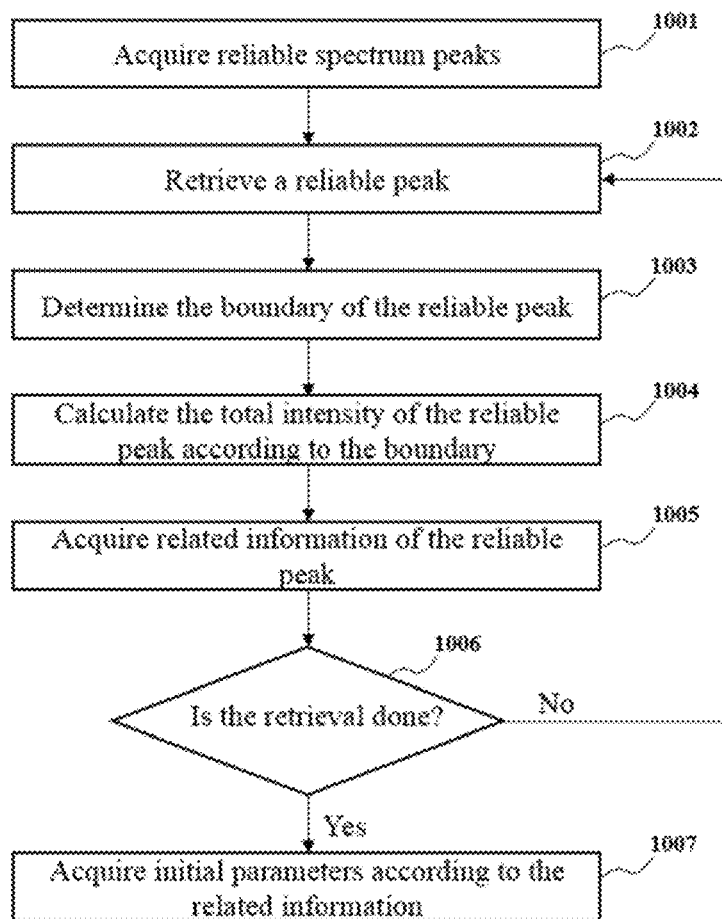 1001
Acquire reliable spectrum peaks
1002
Retrieve a reliable peak
1003
Determine the boundary of the reliable peak
1004
Calculate the total intensity of the reliable
peak according to the boundary
1005
Acquire related information of the reliable
peak
1006
Is the retrieval done?
No
Yes
1007
Acquire initial parameters according to the
related information